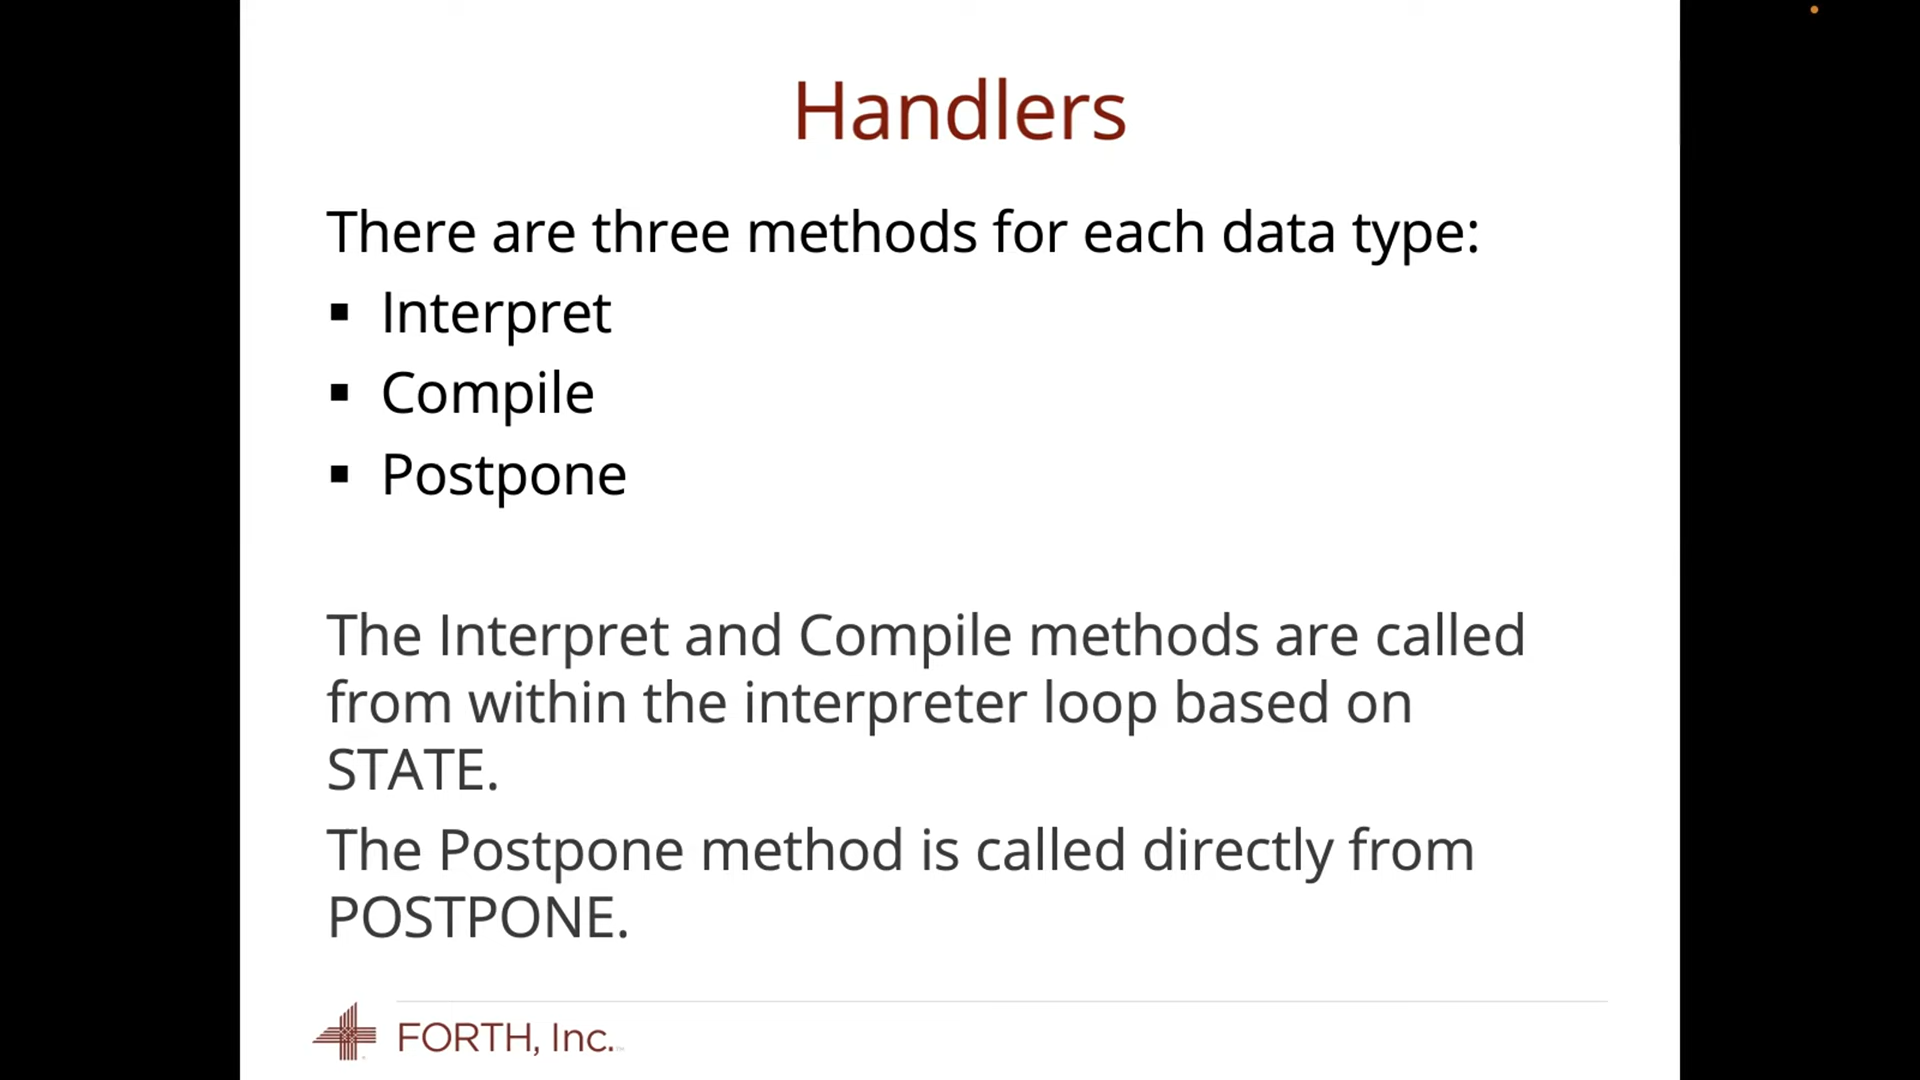 Handlers
There are three methods for each data type:
▪ Interpret
▪ Compile
▪ Postpone
The Interpret and Compile methods are called
from within the interpreter loop based on
STATE.
The Postpone method is called directly from
POSTPONE.
FORTH, Inc.